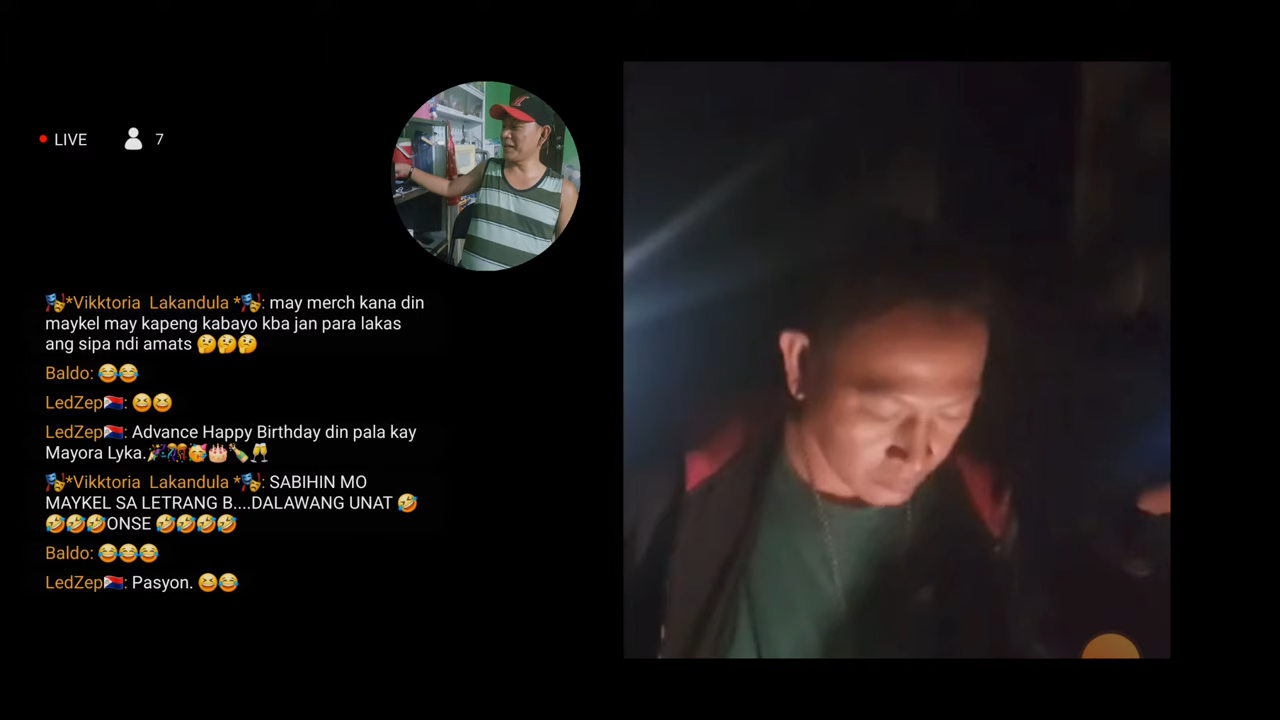 LIVE 7
🎭*Vikktoria Lakandula *🎭: may merch kana din
maykel may kapeng kabayo kba jan para lakas
ang sipa ndi amats 🤔🤔🤔
Baldo: 😂😂
LedZep🇵🇭: 😆😆
LedZep🇵🇭: Advance Happy Birthday din pala kay
Mayora Lyka.🎉🎊🥳🎂🍾🥂
🎭*Vikktoria Lakandula *🎭: SABIHIN MO
MAYKEL SA LETRANG B....DALAWANG UNAT 🤣
🤣🤣🤣ONSE 🤣🤣🤣🤣
Baldo: 😂😂😂
LedZep🇵🇭: Pasyon. 😆😂